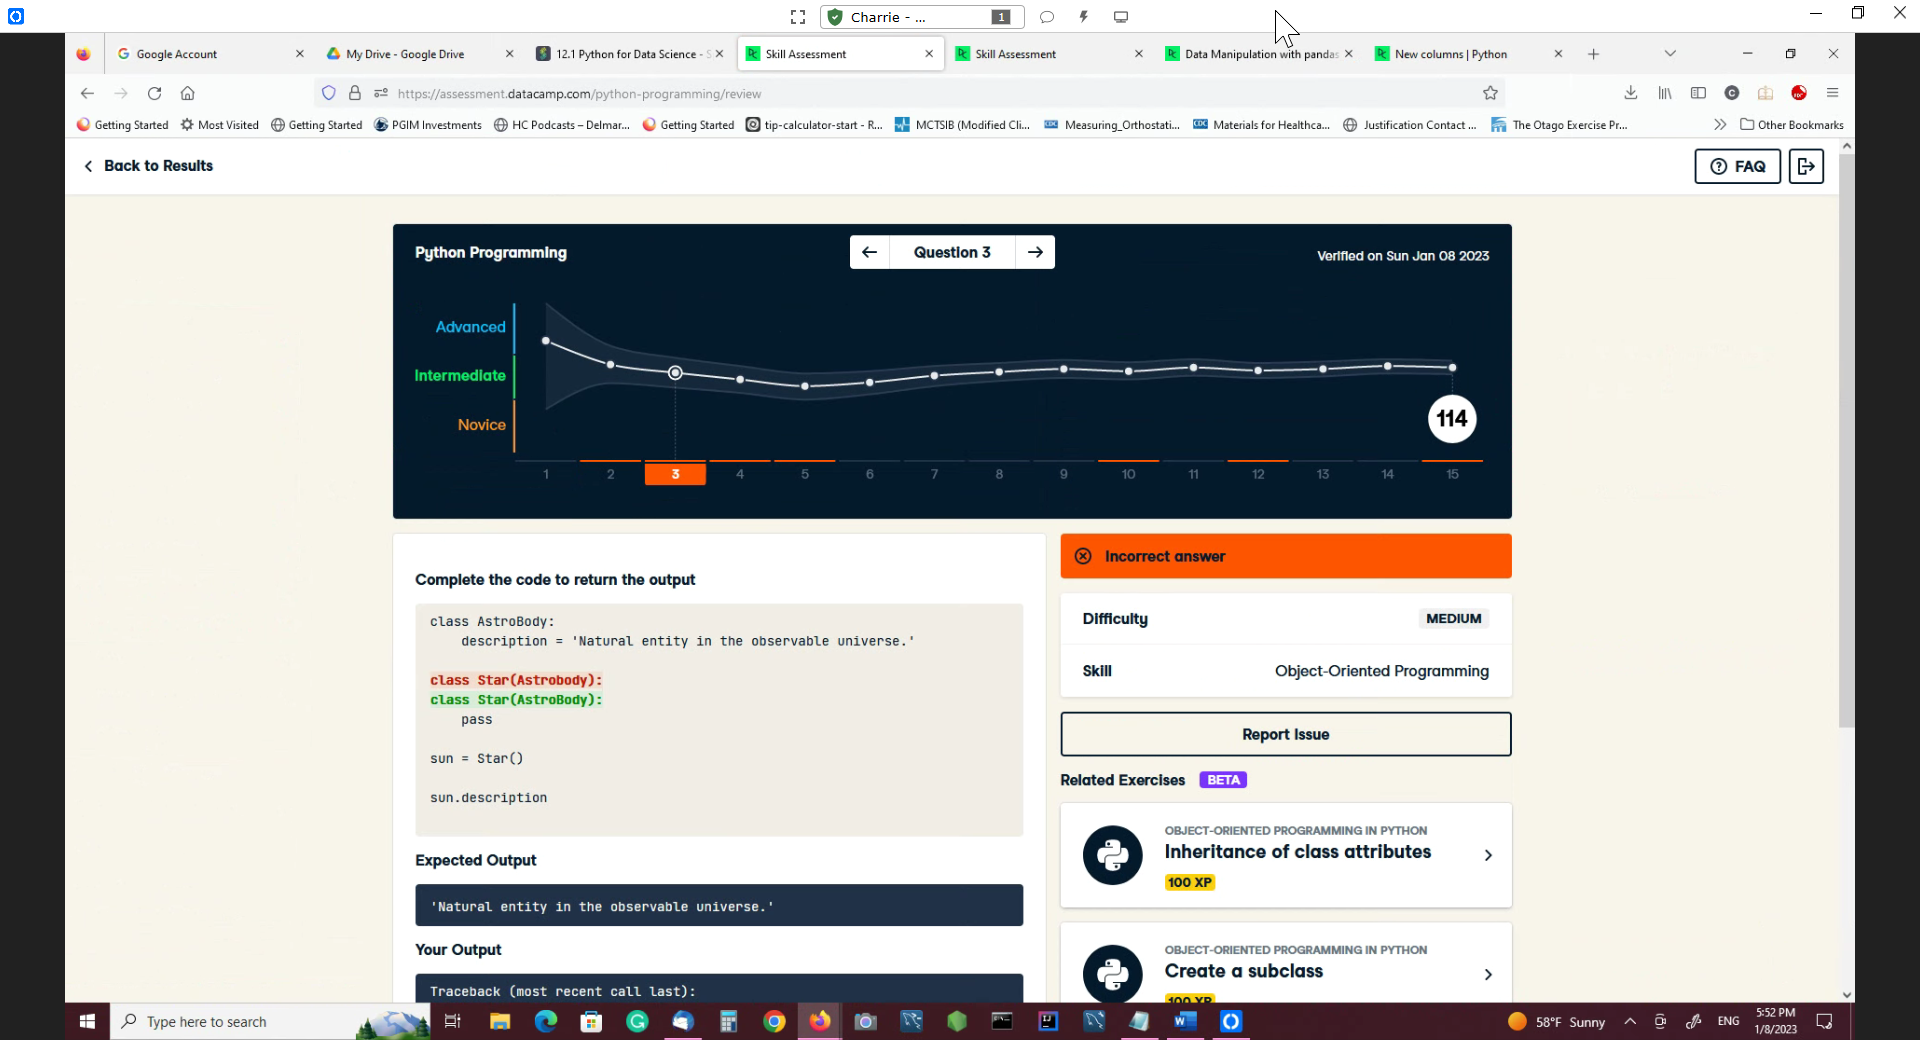 Charrie - ...
1
Google Account
My Drive - Google Drive
12.1 Python for Data Science - S
Skill Assessment
Skill Assessment
Data Manipulation with pandas
New columns | Python
https://assessment.datacamp.com/python-programming/review
Getting Started
Most Visited
Getting Started
PGIM Investments
HC Podcasts – Delmar...
Getting Started
tip-calculator-start - R...
MCTSIB (Modified Cli...
Measuring_Orthostati...
Materials for Healthca...
Justification Contact ...
The Otago Exercise Pr...
Other Bookmarks
Back to Results
FAQ
Python Programming
Question 3
Verified on Sun Jan 08 2023
Advanced
Intermediate
Novice
114
1 2 3 4 5 6 7 8 9 10 11 12 13 14 15
Complete the code to return the output
class AstroBody:
description = 'Natural entity in the observable universe.'
class Star(Astrobody):
class Star(AstroBody):
pass
sun = Star()
sun.description
Expected Output
'Natural entity in the observable universe.'
Your Output
Traceback (most recent call last):
Incorrect answer
Difficulty
MEDIUM
Skill
Object-Oriented Programming
Report Issue
Related Exercises
BETA
OBJECT-ORIENTED PROGRAMMING IN PYTHON
Inheritance of class attributes
100 XP
OBJECT-ORIENTED PROGRAMMING IN PYTHON
Create a subclass
100 XP
Type here to search
58°F Sunny
ENG
5:52 PM
1/8/2023